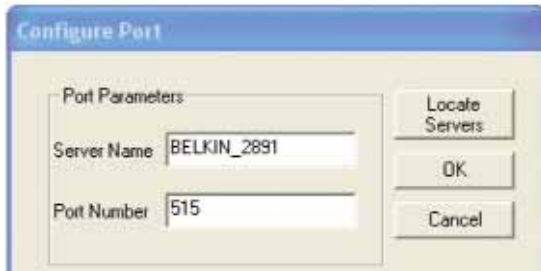 Configure Port
Port Parameters
Server Name BELKIN_2891
Port Number 515
Locate
Servers
OK
Cancel